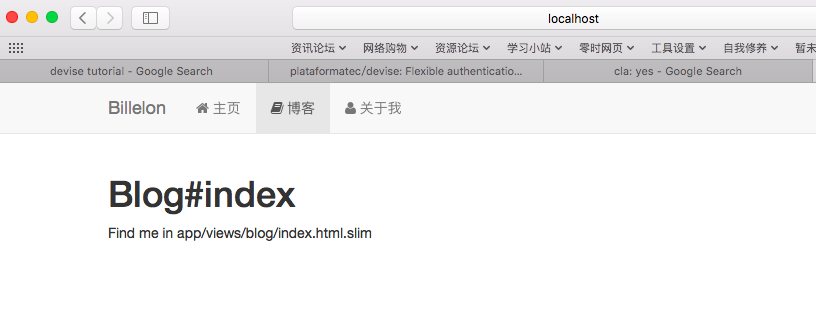 localhost
资讯论坛 网络购物 资源论坛 学习小站 零时网页 工具设置 自我修养 暂未
devise tutorial - Google Search plataformatec/devise: Flexible authenticatio... cla: yes - Google Search
Billelon 主页 博客 关于我
Blog#index
Find me in app/views/blog/index.html.slim